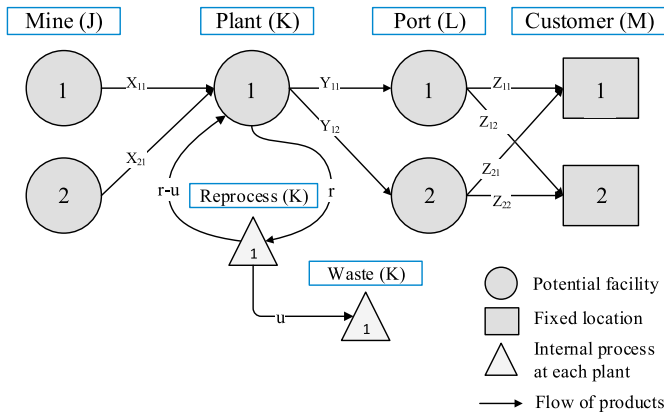 Mine (J)
Plant (K)
Port (L)
Customer (M)
1
X11
1
Y11
1
Z11
1
Y12
Z12
X21
2
Z21
2
Z22
2
r-u
Reprocess (K)
r
1
Waste (K)
u
1
Potential facility
Fixed location
Internal process
at each plant
Flow of products